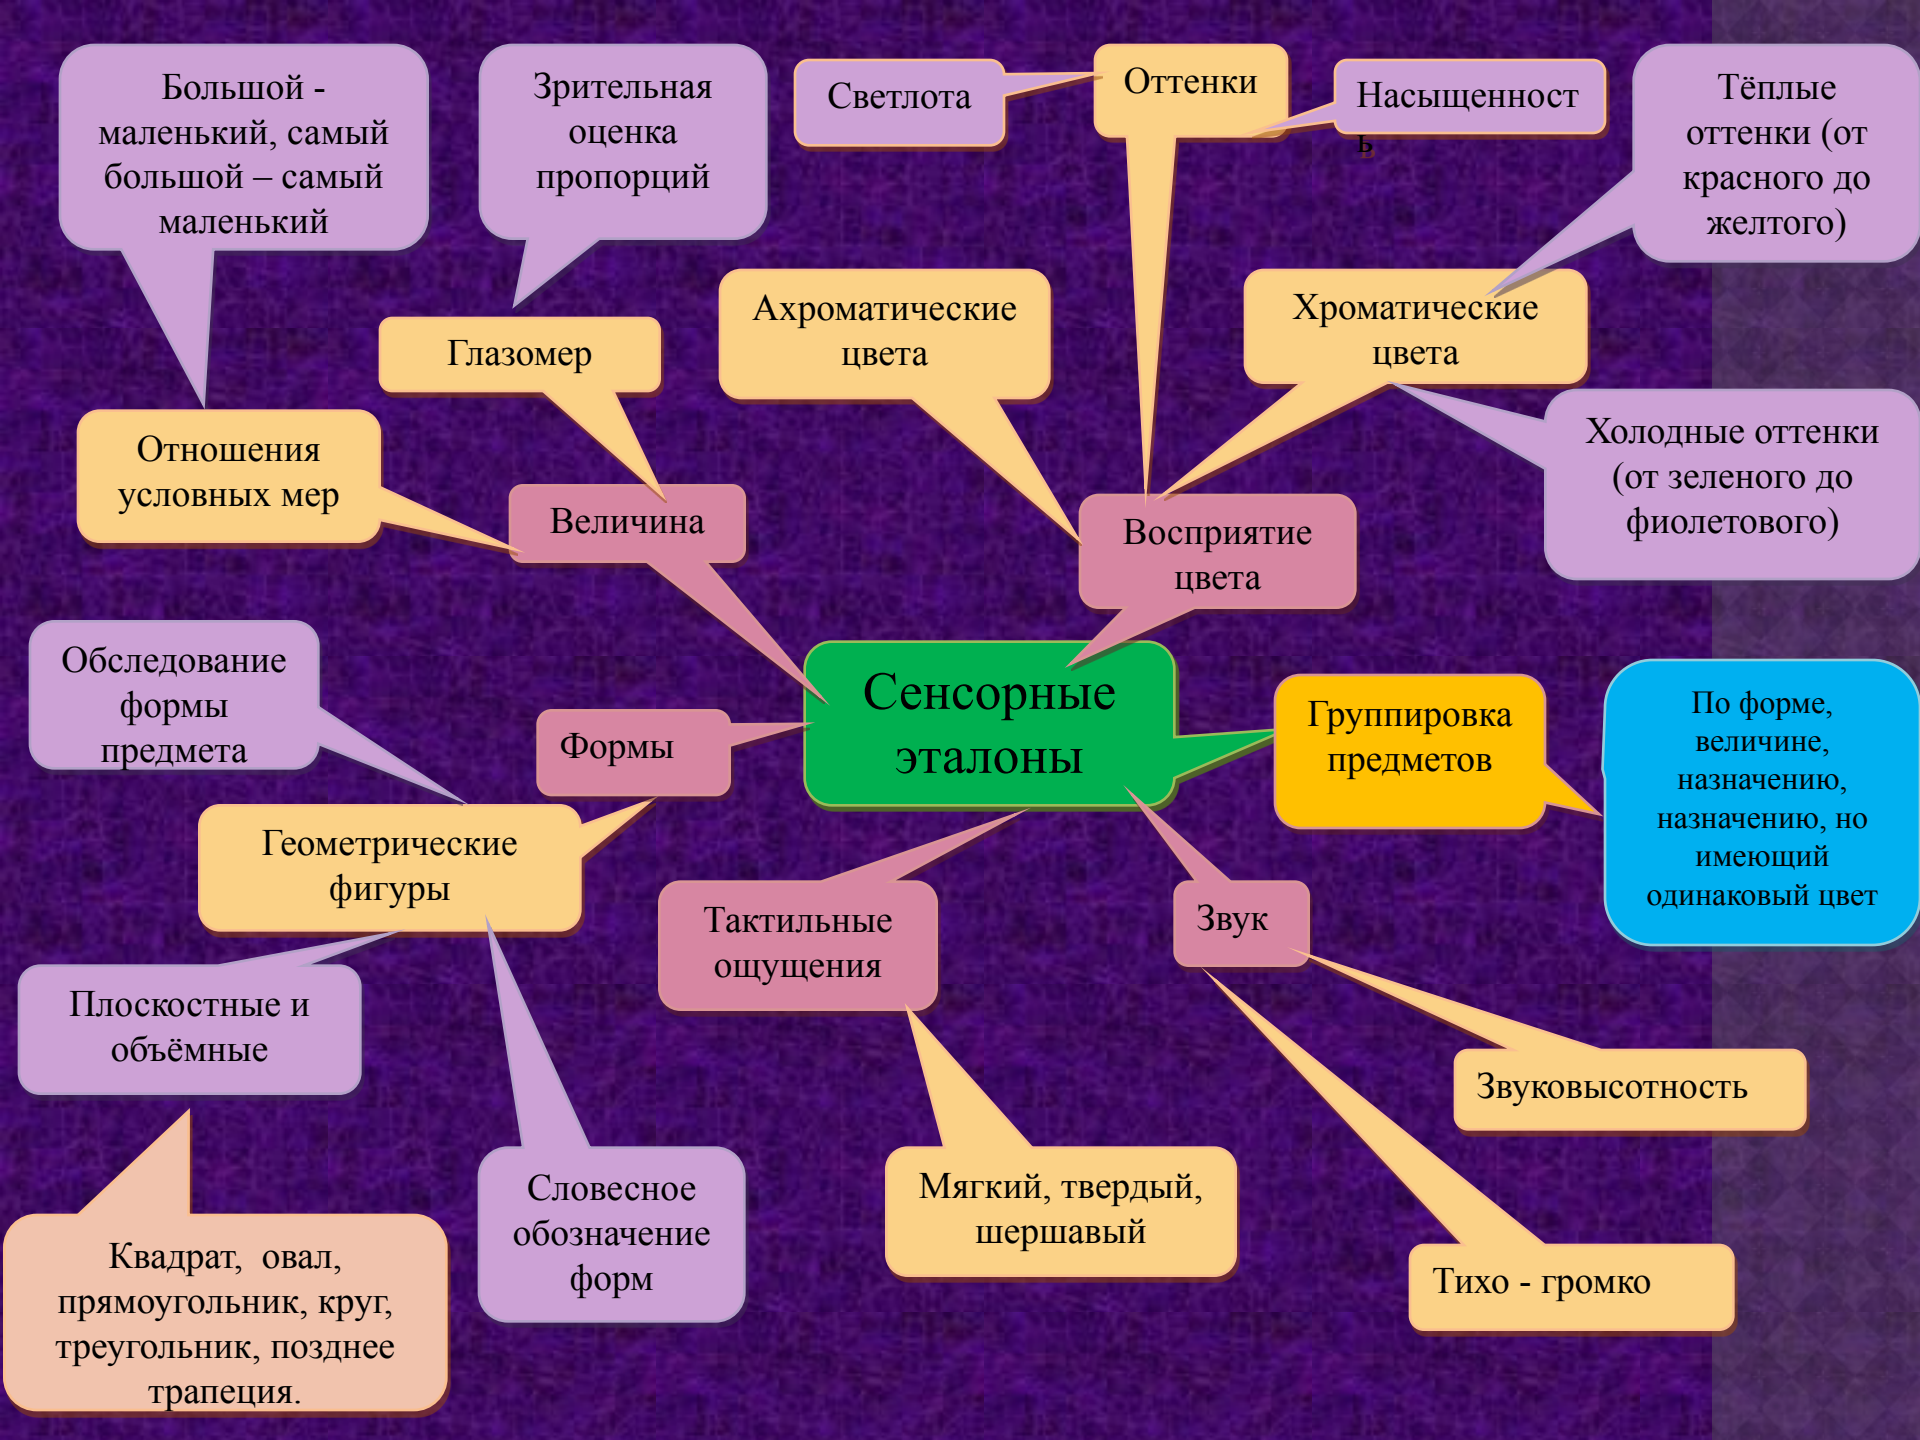 Большой -
маленький, самый
большой – самый
маленький
Зрительная
оценка
пропорций
Светлота
Оттенки
Насыщенност
ь
Тёплые
оттенки (от
красного до
желтого)
Глазомер
Ахроматические
цвета
Хроматические
цвета
Отношения
условных мер
Холодные оттенки
(от зеленого до
фиолетового)
Величина
Восприятие
цвета
Обследование
формы
предмета
Формы
Сенсорные
эталоны
Группировка
предметов
По форме,
величине,
назначению,
назначению, но
имеющий
одинаковый цвет
Геометрические
фигуры
Тактильные
ощущения
Звук
Плоскостные и
объёмные
Звуковысотность
Словесное
обозначение
форм
Мягкий, твердый,
шершавый
Квадрат,  овал,
прямоугольник, круг,
треугольник, позднее
трапеция.
Тихо - громко